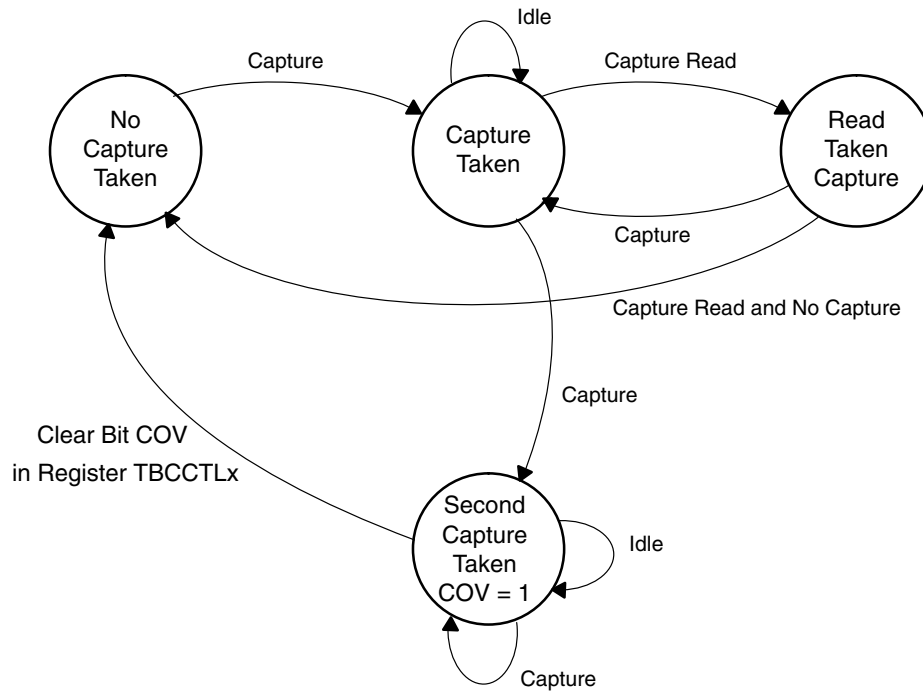 Idle
Capture
Capture Read
No
Capture
Taken
Capture
Taken
Read
Taken
Capture
Capture
Capture Read and No Capture
Capture
Clear Bit COV
in Register TBCCTLx
Second
Capture
Taken
COV = 1
Idle
Capture